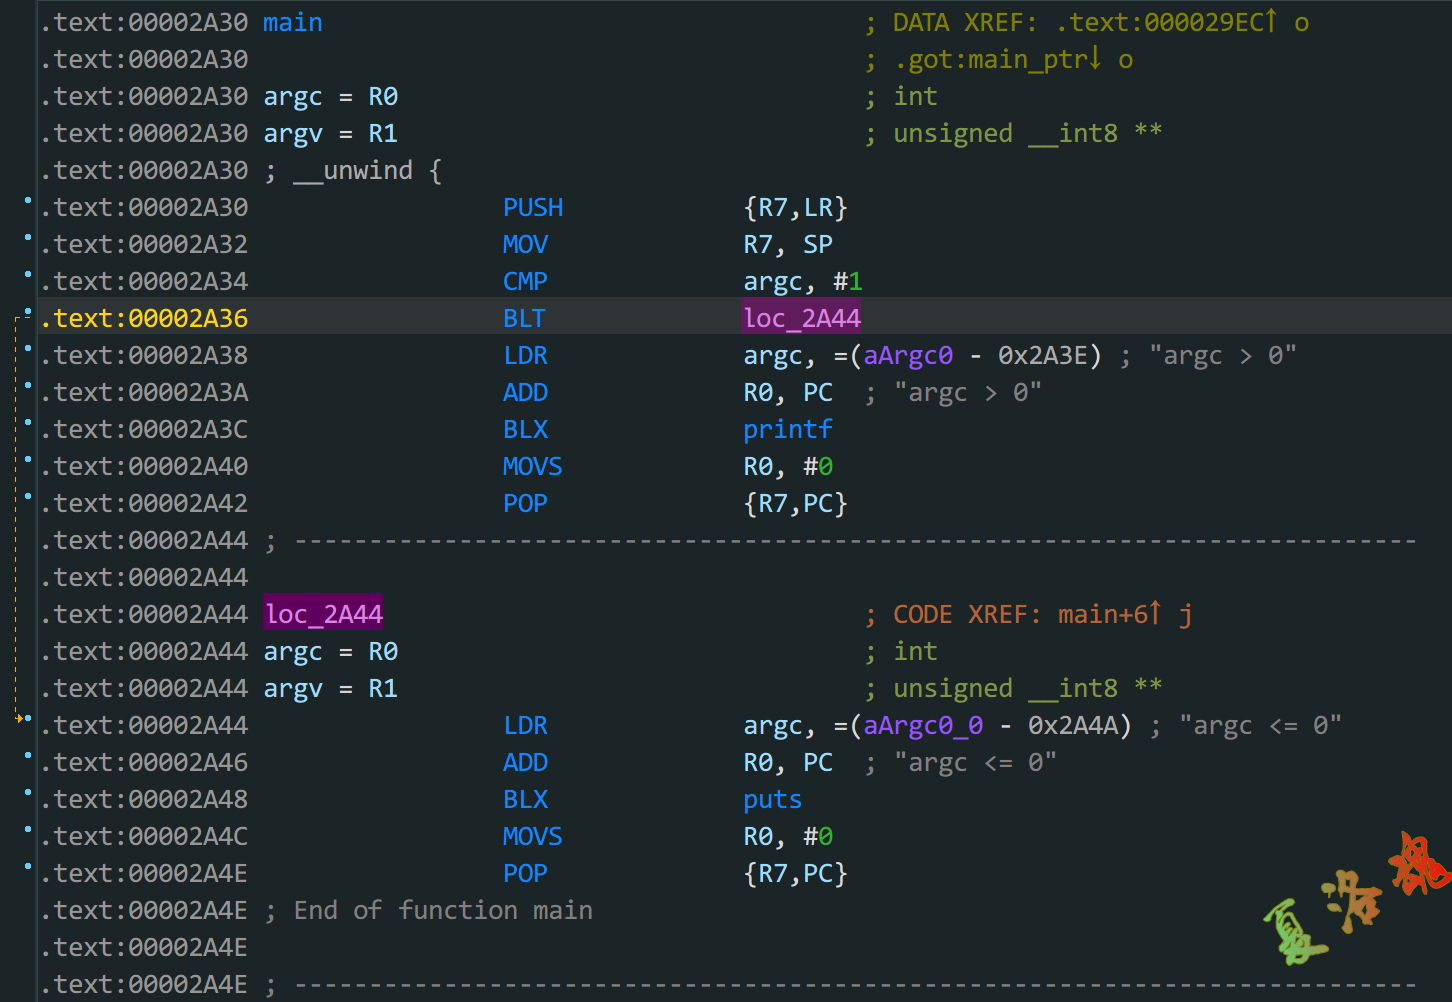 .text:00002A30 main ; DATA XREF: .text:000029EC↑ o
.text:00002A30 ; .got:main_ptr↓ o
.text:00002A30 argc = R0 ; int
.text:00002A30 argv = R1 ; unsigned __int8 **
.text:00002A30 ; __unwind {
.text:00002A30 PUSH {R7,LR}
.text:00002A32 MOV R7, SP
.text:00002A34 CMP argc, #1
.text:00002A36 BLT loc_2A44
.text:00002A38 LDR argc, =(aArgc0 - 0x2A3E) ; "argc > 0"
.text:00002A3A ADD R0, PC ; "argc > 0"
.text:00002A3C BLX printf
.text:00002A40 MOVS R0, #0
.text:00002A42 POP {R7,PC}
.text:00002A44 ; ---------------------------------------------------------------------------
.text:00002A44
.text:00002A44 loc_2A44 ; CODE XREF: main+6↑ j
.text:00002A44 argc = R0 ; int
.text:00002A44 argv = R1 ; unsigned __int8 **
.text:00002A44 LDR argc, =(aArgc0_0 - 0x2A4A) ; "argc <= 0"
.text:00002A46 ADD R0, PC ; "argc <= 0"
.text:00002A48 BLX puts
.text:00002A4C MOVS R0, #0
.text:00002A4E POP {R7,PC}
.text:00002A4E ; End of function main
.text:00002A4E
.text:00002A4E ; ---------------------------------------------------------------------------